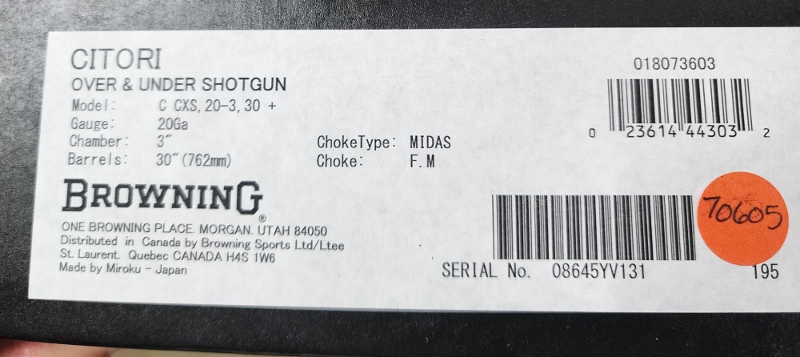 CITORI
OVER & UNDER SHOTGUN
Model: C CXS, 20-3, 30 +
Gauge: 20Ga
Chamber: 3"
Barrels: 30"(762mm)
ChokeType: MIDAS
Choke: F.M
BROWNING®
ONE BROWNING PLACE. MORGAN. UTAH 84050
Distributed in Canada by Browning Sports Ltd/Ltee
St. Laurent. Quebec CANADA H4S 1W6
Made by Miroku - Japan
018073603
0 23614 44303 2
70605
SERIAL No. 08645YV131
195